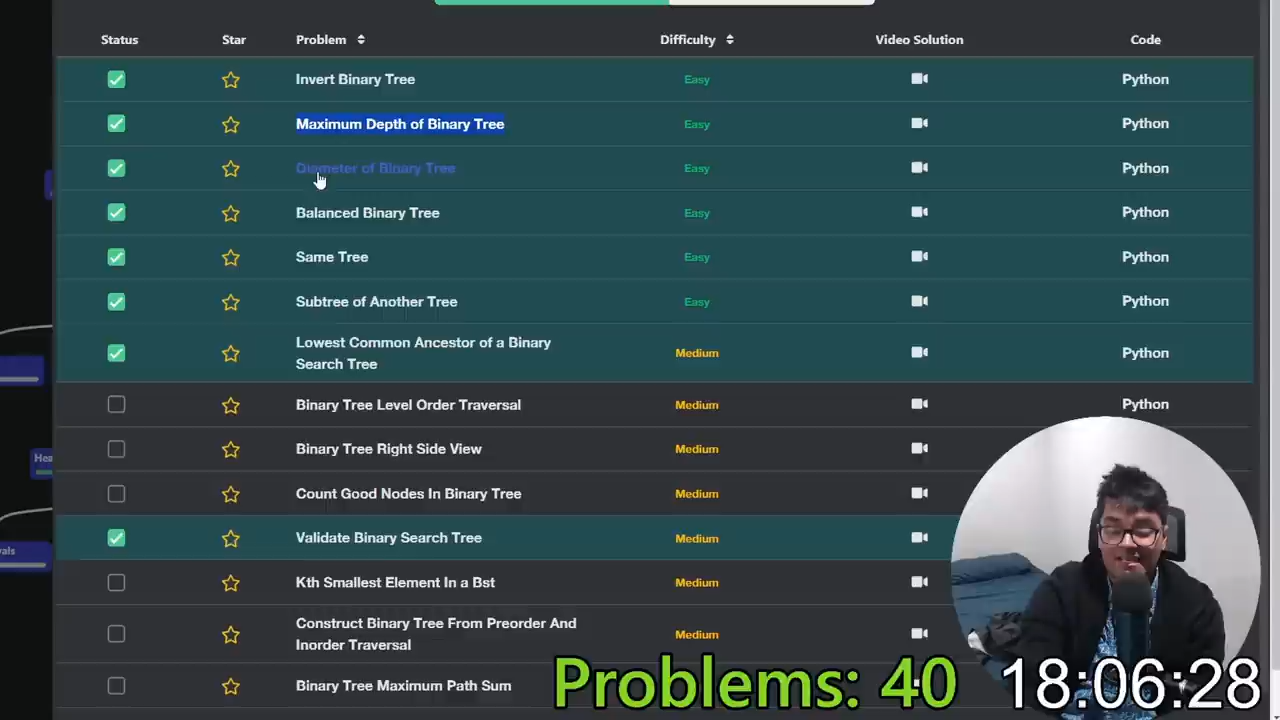 Status Star Problem Difficulty Video Solution Code
Invert Binary Tree Easy Python
Maximum Depth of Binary Tree Easy Python
Diameter of Binary Tree Easy Python
Balanced Binary Tree Easy Python
Same Tree Easy Python
Subtree of Another Tree Easy Python
Lowest Common Ancestor of a Binary
Search Tree Medium Python
Binary Tree Level Order Traversal Medium Python
Binary Tree Right Side View Medium
Hea
Count Good Nodes In Binary Tree Medium
Validate Binary Search Tree Medium
vals
Kth Smallest Element In a Bst Medium
Construct Binary Tree From Preorder And
Inorder Traversal Medium
Binary Tree Maximum Path Sum
Problems: 40 18:06:28